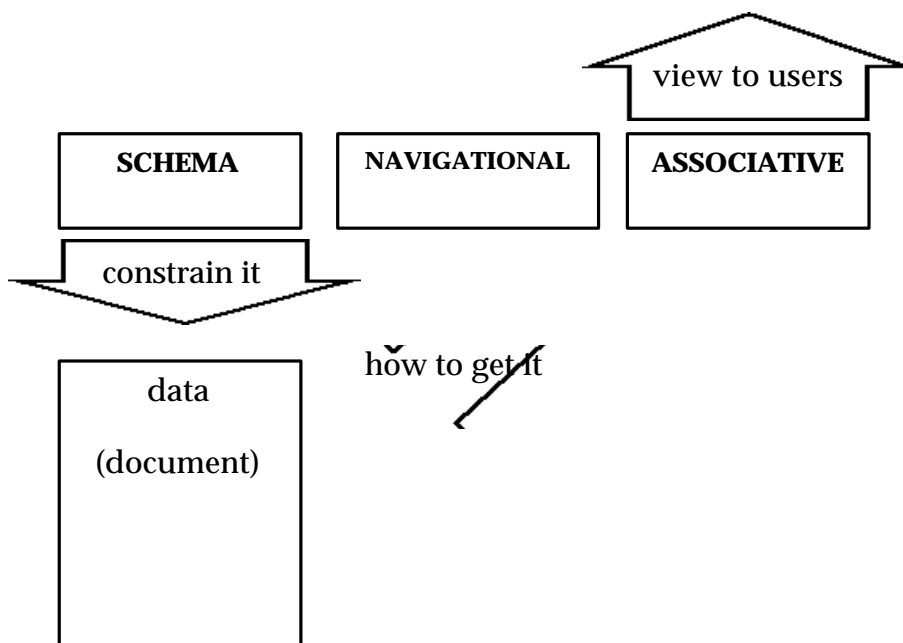 view to users
SCHEMA NAVIGATIONAL ASSOCIATIVE
constrain it
how to get it
data
(document)